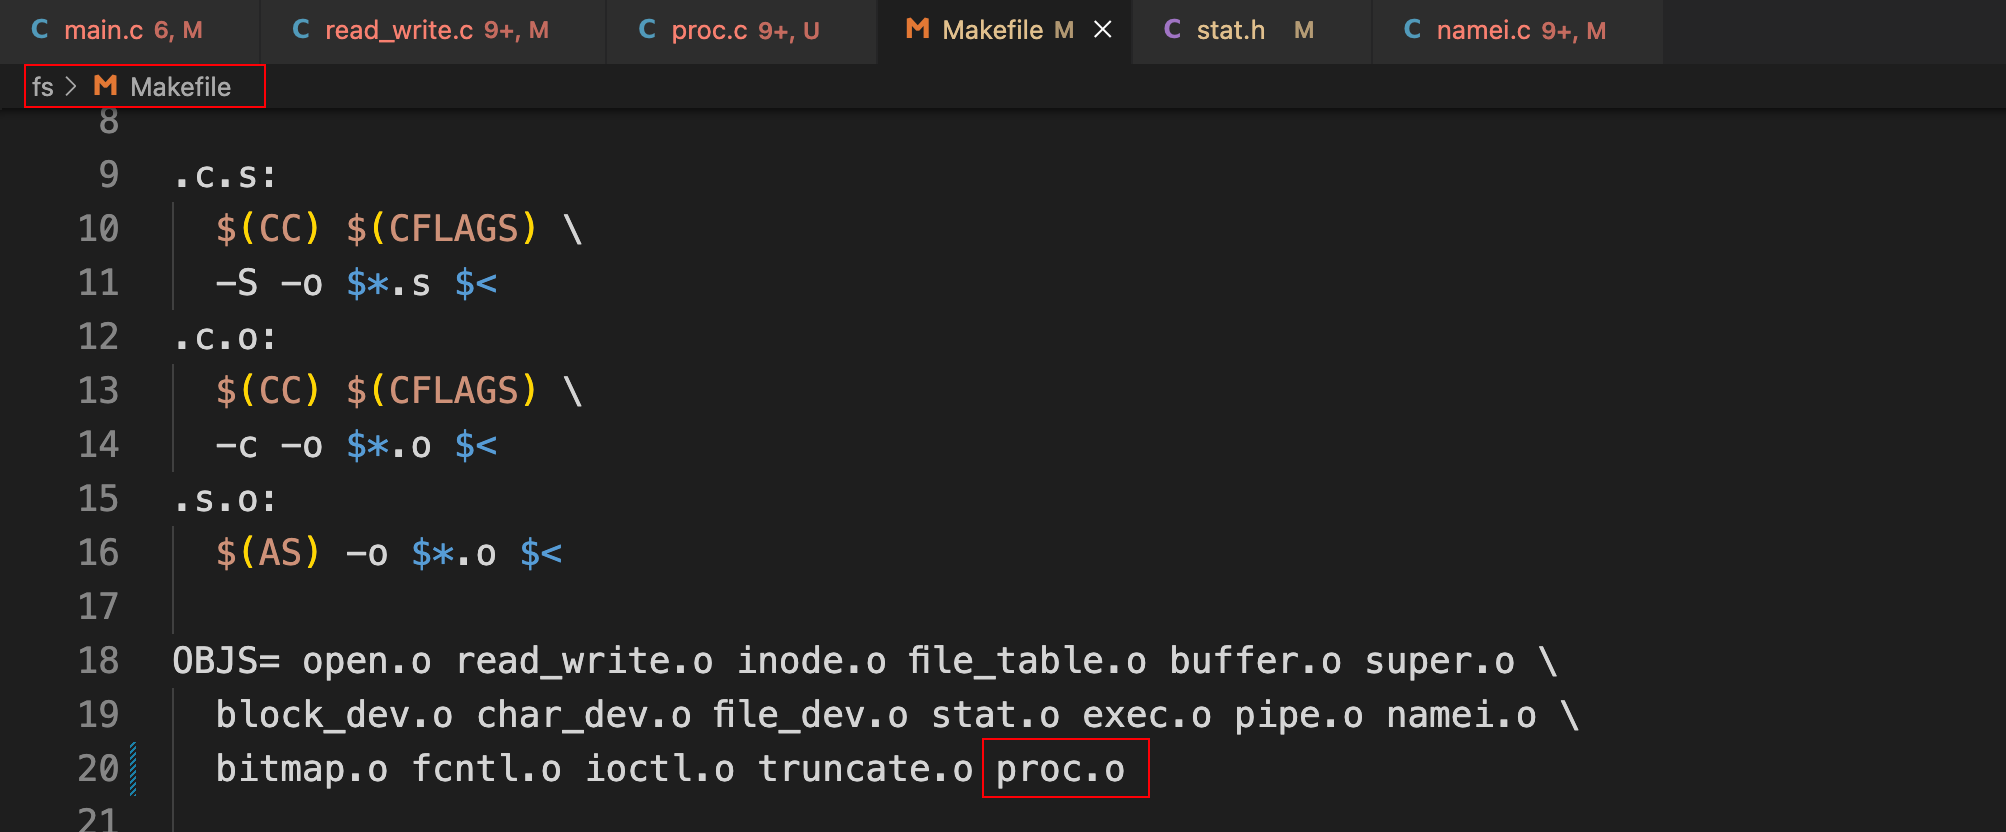 C main.c 6, M C read_write.c 9+, M C proc.c 9+, U M Makefile M × C stat.h M C namei.c 9+, M
fs > M Makefile
8
9 .c.s:
10 $(CC) $(CFLAGS) \
11 -S -o $*.s $<
12 .c.o:
13 $(CC) $(CFLAGS) \
14 -c -o $*.o $<
15 .s.o:
16 $(AS) -o $*.o $<
17
18 OBJS= open.o read_write.o inode.o file_table.o buffer.o super.o \
19 block_dev.o char_dev.o file_dev.o stat.o exec.o pipe.o namei.o \
20 bitmap.o fcntl.o ioctl.o truncate.o proc.o
21